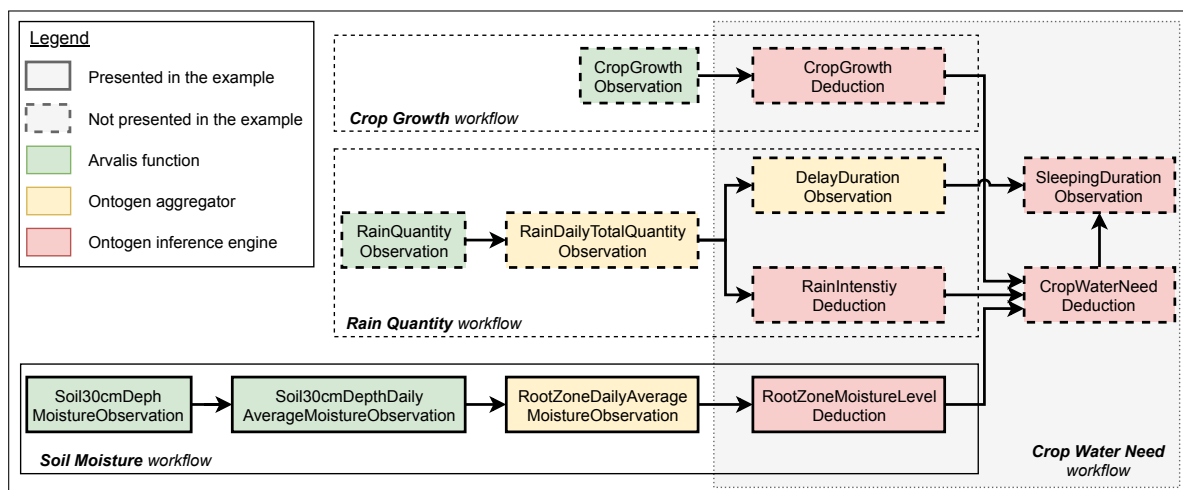 Legend
Presented in the example
Not presented in the example
Arvalis function
Ontogen aggregator
Ontogen inference engine
CropGrowth
Observation
CropGrowth
Deduction
Crop Growth workflow
RainQuantity
Observation
RainDailyTotalQuantity
Observation
DelayDuration
Observation
SleepingDuration
Observation
RainIntenstiy
Deduction
CropWaterNeed
Deduction
Rain Quantity workflow
Soil30cmDeph
MoistureObservation
Soil30cmDepthDaily
AverageMoistureObservation
RootZoneDailyAverage
MoistureObservation
RootZoneMoistureLevel
Deduction
Soil Moisture workflow
Crop Water Need
workflow